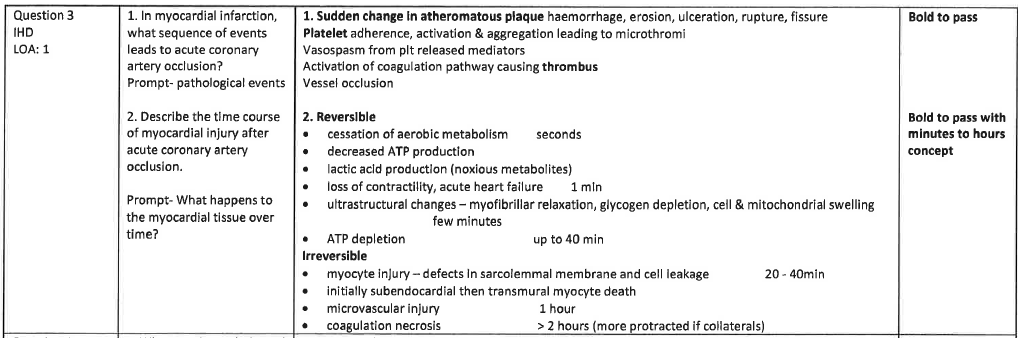 Question 3
IHD
LOA: 1
1. In myocardial infarction,
what sequence of events
leads to acute coronary
artery occlusion?
Prompt- pathological events
2. Describe the time course
of myocardial injury after
acute coronary artery
occlusion.
Prompt- What happens to
the myocardial tissue over
time?
1. Sudden change in atheromatous plaque haemorrhage, erosion, ulceration, rupture, fissure
Platelet adherence, activation & aggregation leading to microthromi
Vasospasm from plt released mediators
Activation of coagulation pathway causing thrombus
Vessel occlusion
2. Reversible
• cessation of aerobic metabolism seconds
• decreased ATP production
• lactic acid production (noxious metabolites)
• loss of contractility, acute heart failure 1 min
• ultrastructural changes – myofibrillar relaxation, glycogen depletion, cell & mitochondrial swelling
few minutes
• ATP depletion up to 40 min
Irreversible
• myocyte injury – defects in sarcolemmal membrane and cell leakage 20 - 40min
• initially subendocardial then transmural myocyte death
• microvascular injury 1 hour
• coagulation necrosis > 2 hours (more protracted if collaterals)
Bold to pass
Bold to pass with
minutes to hours
concept